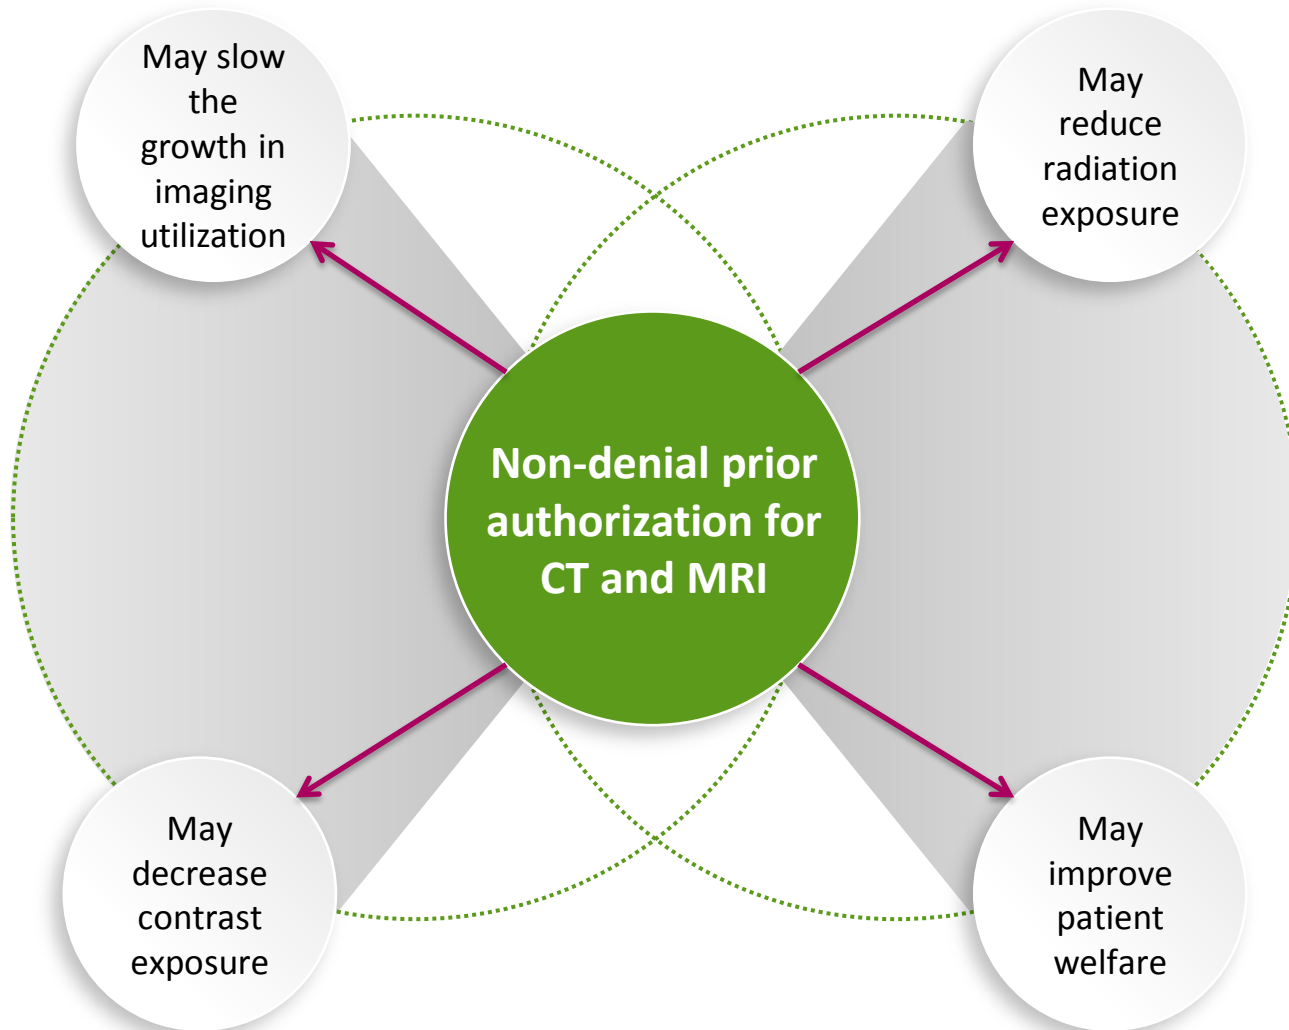 May slow
the
growth in
imaging
utilization
May
reduce
radiation
exposure
Non-denial prior
authorization for
CT and MRI
May
decrease
contrast
exposure
May
improve
patient
welfare